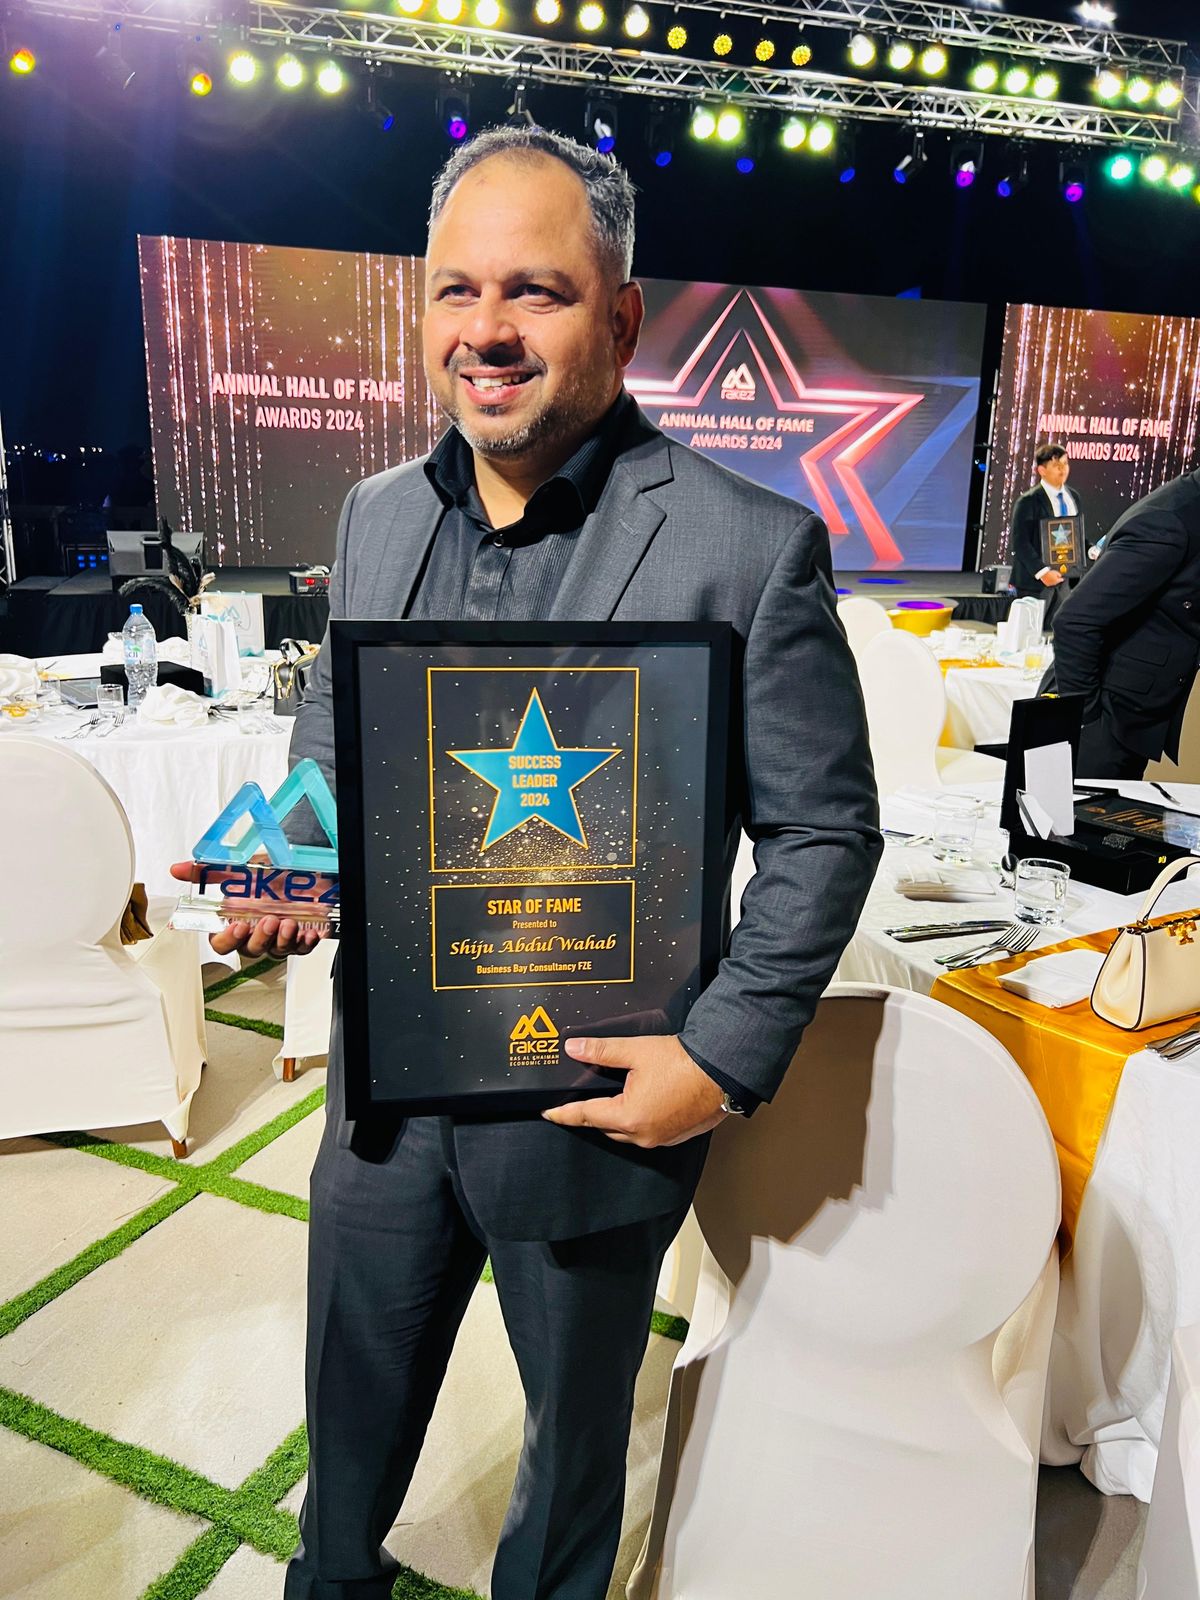 ANNUAL HALL OF FAME
AWARDS 2024
rakez
ANNUAL HALL OF FAME
AWARDS 2024
ANNUAL HALL OF FAME
AWARDS 2024
SUCCESS
LEADER
2024
STAR OF FAME
Presented to
Shiju Abdul Wahab
Business Bay Consultancy FZE
rakez
RAS AL KHAIMAH
ECONOMIC ZONE
rakez